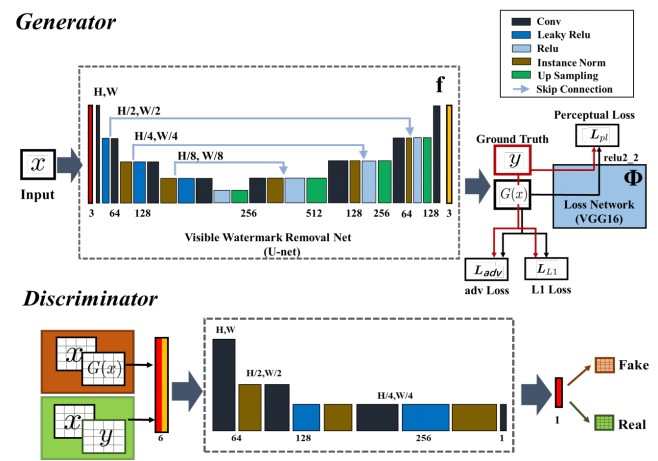 Generator
Conv
Leaky Relu
Relu
Instance Norm
Up Sampling
Skip Connection
H,W
f
H/2,W/2
H/4,W/4
H/8, W/8
x
Input
3 64 128 256 512 128 256 64 128 3
Visible Watermark Removal Net
(U-net)
Perceptual Loss
L_pl
Ground Truth
y
relu2_2
G(x)
Φ
Loss Network
(VGG16)
L_adv
L_L1
adv Loss
L1 Loss
Discriminator
x
G(x)
x
y
6
H,W
H/2,W/2
H/4,W/4
64 128 256 1
1
Fake
Real